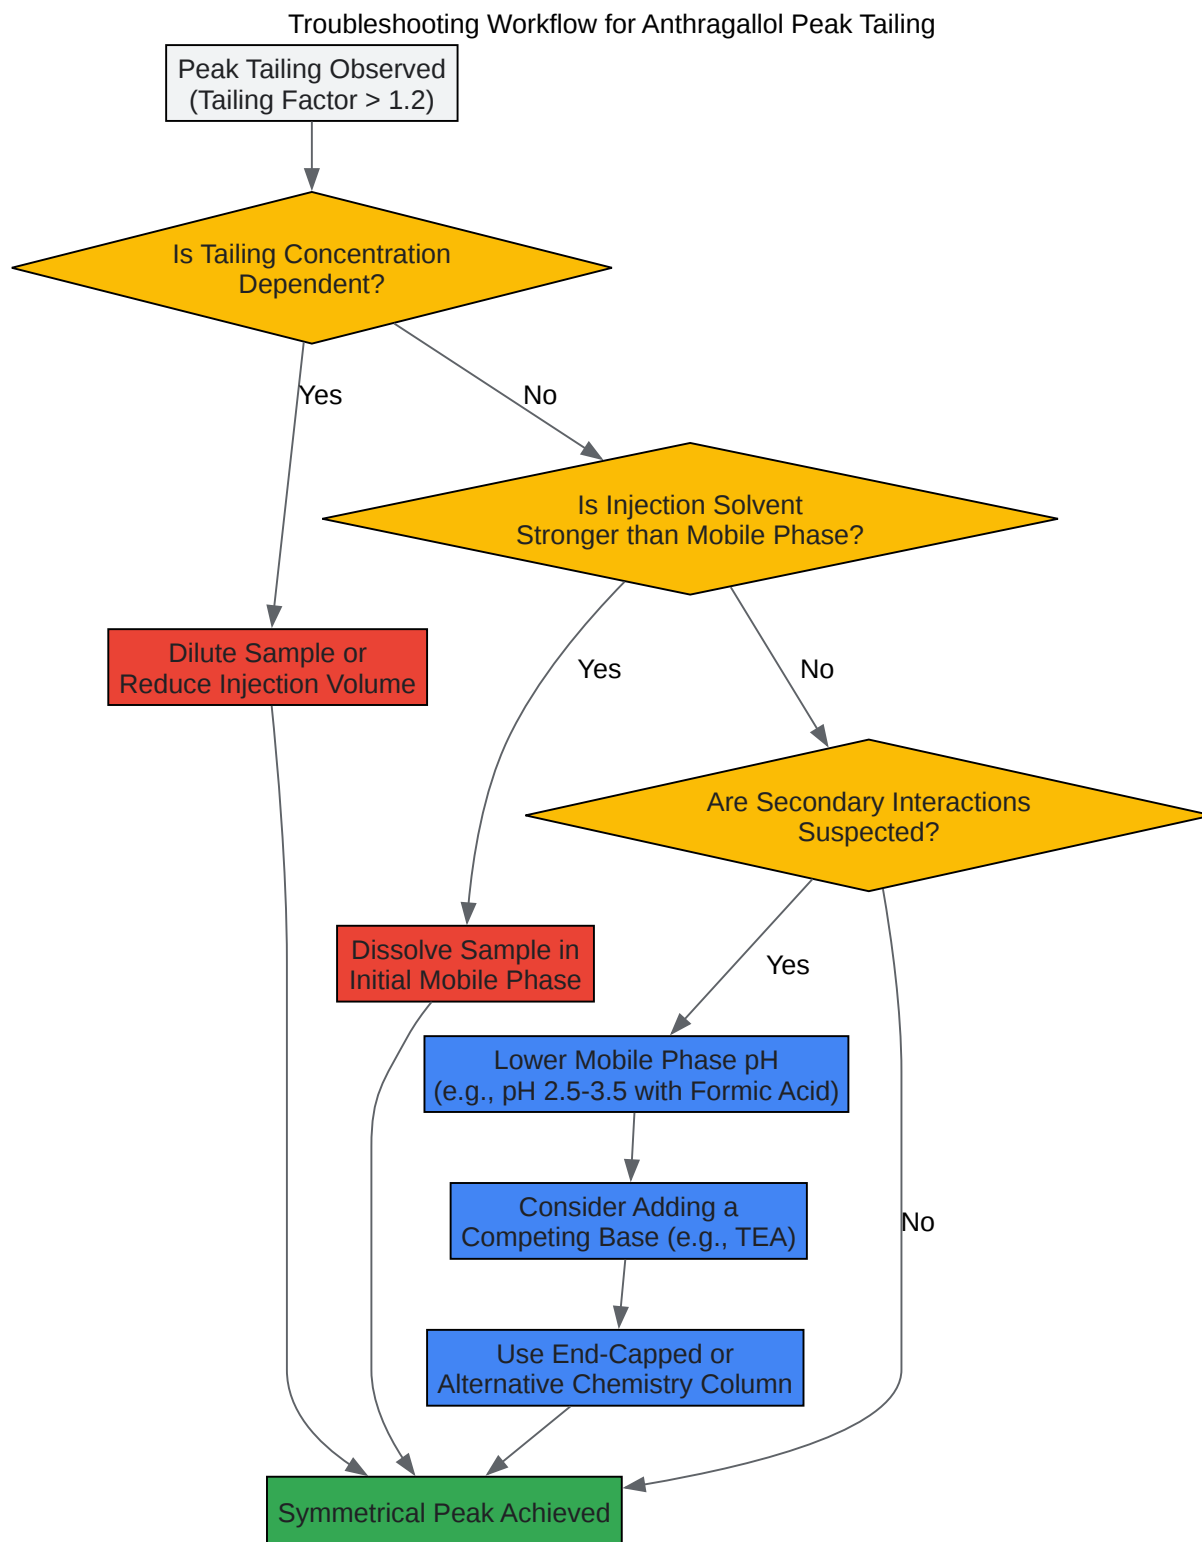 Troubleshooting Workflow for Anthragallol Peak Tailing
Peak Tailing Observed
(Tailing Factor > 1.2)
Is Tailing Concentration
Dependent?
Yes
No
Is Injection Solvent
Stronger than Mobile Phase?
Dilute Sample or
Reduce Injection Volume
Yes
No
Are Secondary Interactions
Suspected?
Dissolve Sample in
Initial Mobile Phase
Yes
Lower Mobile Phase pH
(e.g., pH 2.5-3.5 with Formic Acid)
Consider Adding a
Competing Base (e.g., TEA)
No
Use End-Capped or
Alternative Chemistry Column
Symmetrical Peak Achieved